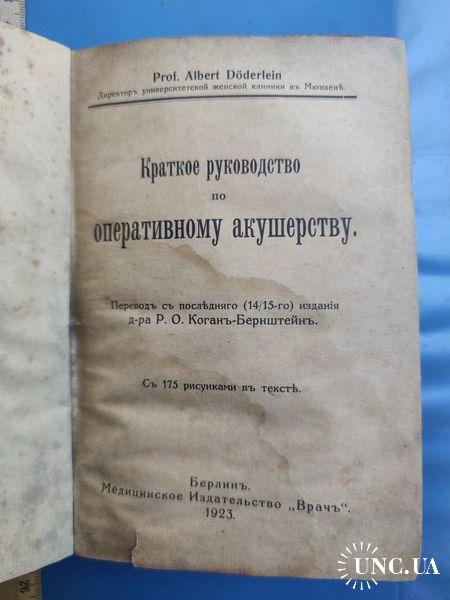 Prof. Albert Döderlein
Директоръ университетской женской клиники въ Мюнхенѣ.
Краткое руководство
по
оперативному акушерству.
Переводъ съ послѣдняго (14/15-го) изданія
д-ра Р. О. Коганъ-Бернштейнъ.
Съ 175 рисунками въ текстѣ.
Берлинъ.
Медицинское Издательство „Врачъ“.
1923.
26
UNC.UA